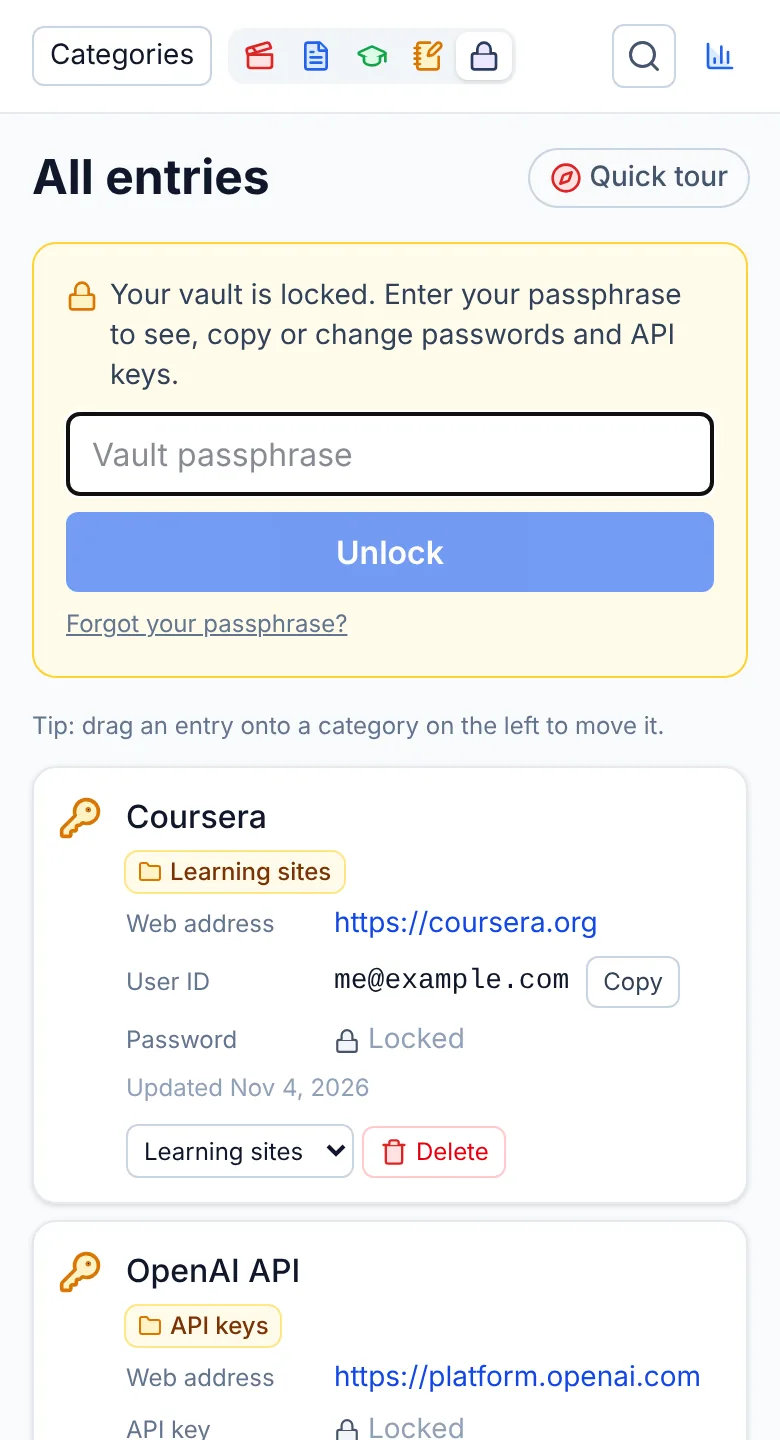 Categories
All entries
Quick tour
Your vault is locked. Enter your passphrase
to see, copy or change passwords and API
keys.
Vault passphrase
Unlock
Forgot your passphrase?
Tip: drag an entry onto a category on the left to move it.
Coursera
Learning sites
Web address https://coursera.org
User ID me@example.com Copy
Password Locked
Updated Nov 4, 2026
Learning sites Delete
OpenAI API
API keys
Web address https://platform.openai.com
API key Locked